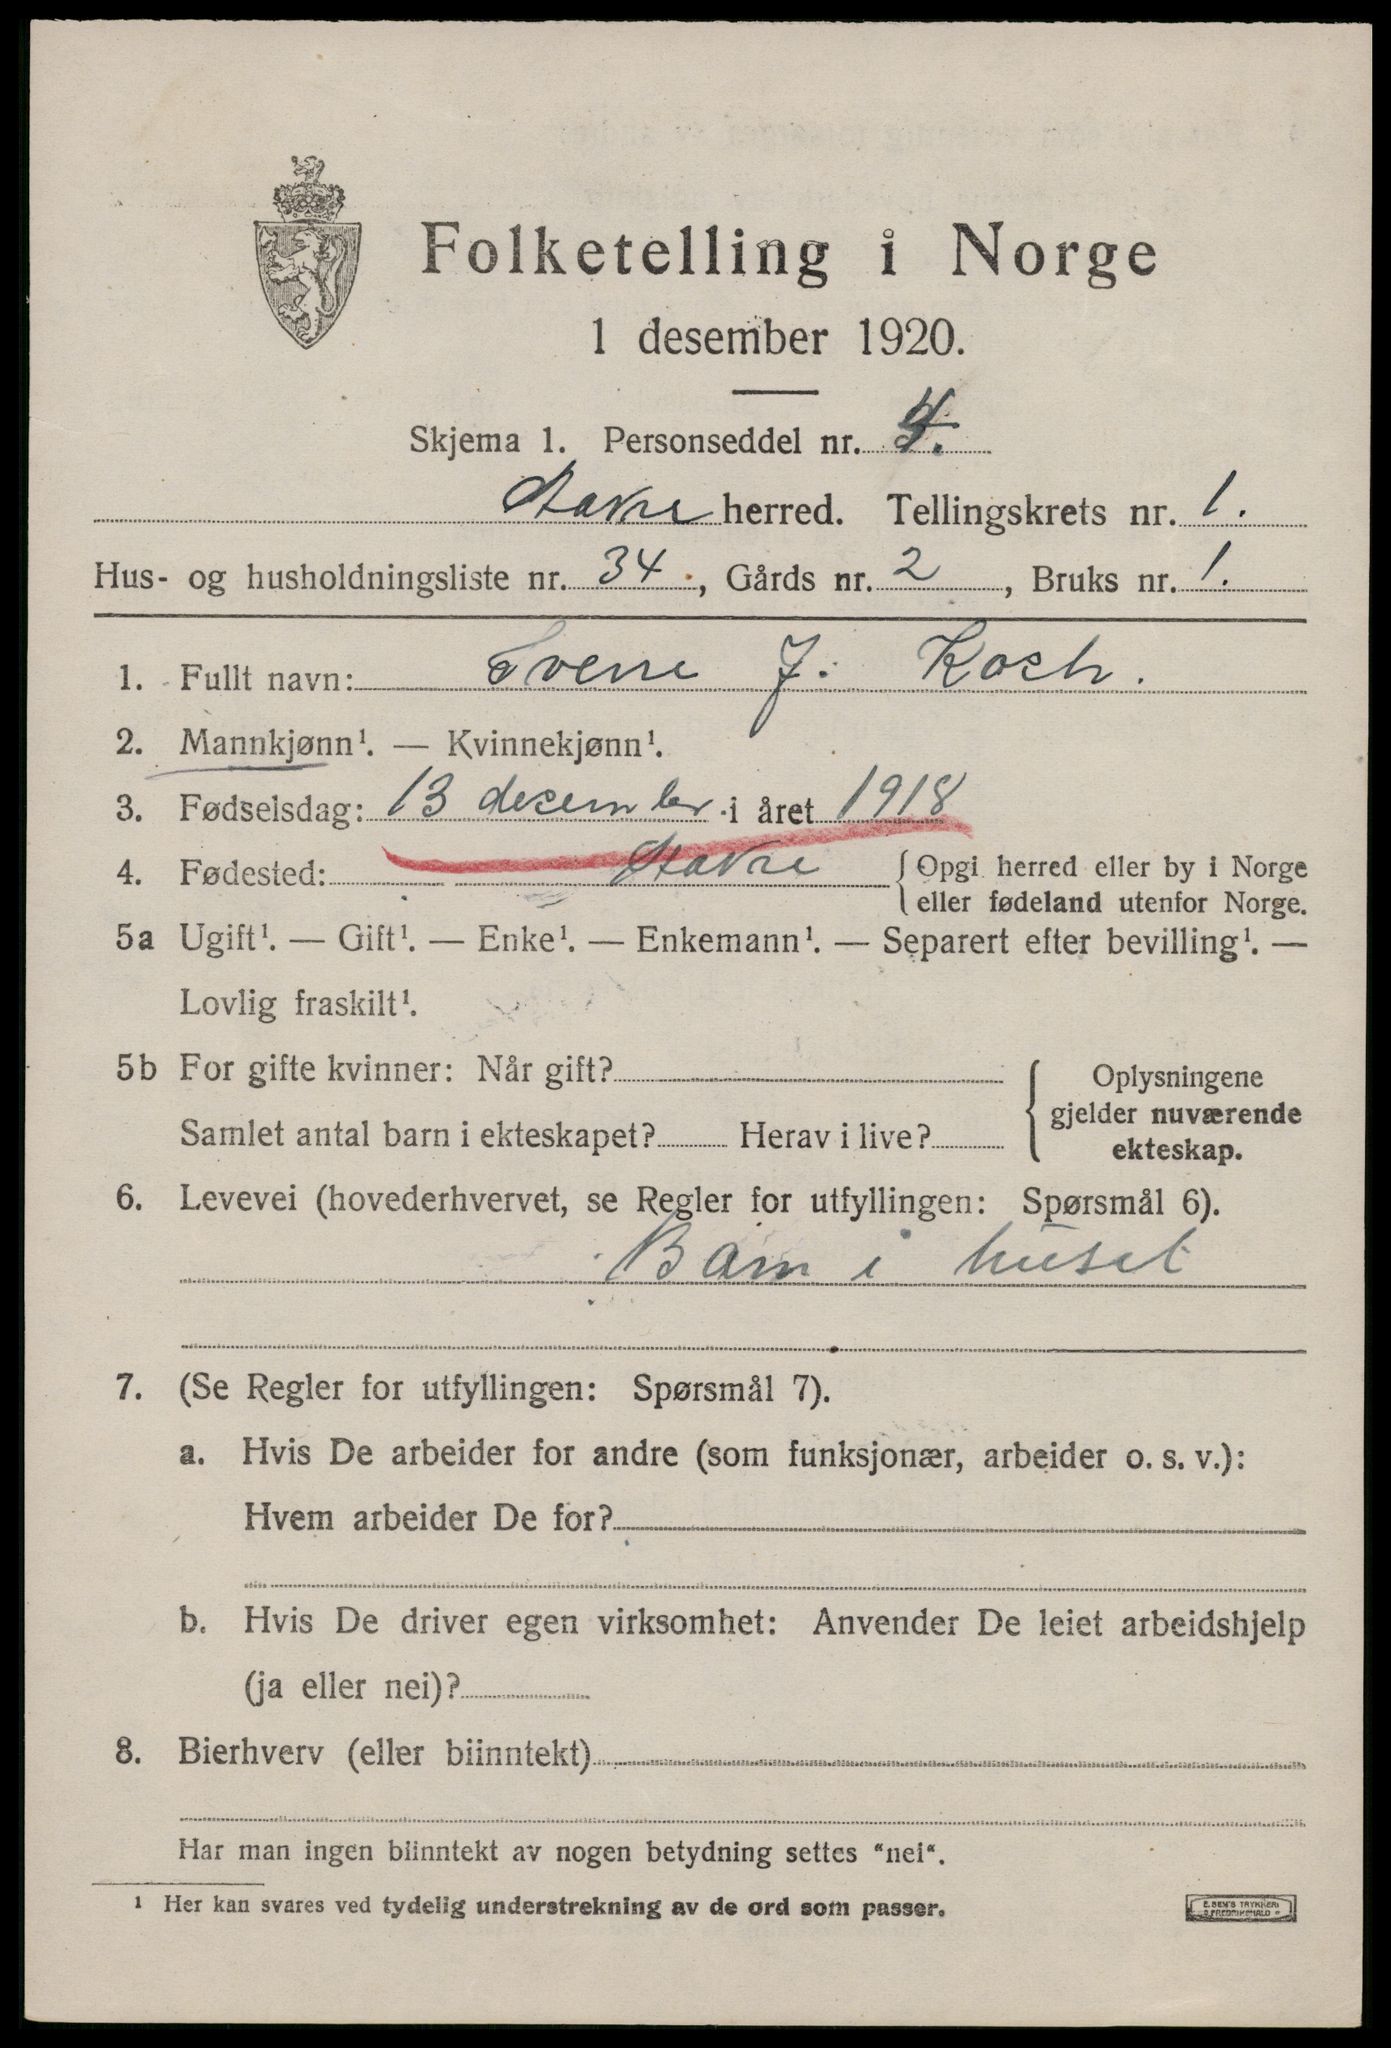 Folketelling i Norge
1 desember 1920.
Skjema 1. Personseddel nr. 4.
herred. Tellingskrets nr. 1.
Hus- og husholdningsliste nr. 34, Gårds nr. 2, Bruks nr. 1.
1. Fullt navn: Sverre J. Koch.
2. Mannkjønn¹. — Kvinnekjønn¹.
3. Fødselsdag: 13 desember i året 1918
4. Fødested: { Opgi herred eller by i Norge
eller fødeland utenfor Norge.
5a Ugift¹. — Gift¹. — Enke¹. — Enkemann¹. — Separert efter bevilling¹. —
Lovlig fraskilt¹.
5b For gifte kvinner: Når gift? { Oplysningene
gjelder nuværende
Samlet antal barn i ekteskapet? Herav i live? ekteskap.
6. Levevei (hovederhvervet, se Regler for utfyllingen: Spørsmål 6).
Barn i huset
7. (Se Regler for utfyllingen: Spørsmål 7).
a. Hvis De arbeider for andre (som funksjonær, arbeider o. s. v.):
Hvem arbeider De for?
b. Hvis De driver egen virksomhet: Anvender De leiet arbeidshjelp
(ja eller nei)?
8. Bierhverv (eller biinntekt)
Har man ingen biinntekt av nogen betydning settes "nei".
¹ Her kan svares ved tydelig understrekning av de ord som passer.
E. SEM'S TRYKKERI
FREDRIKSHALD